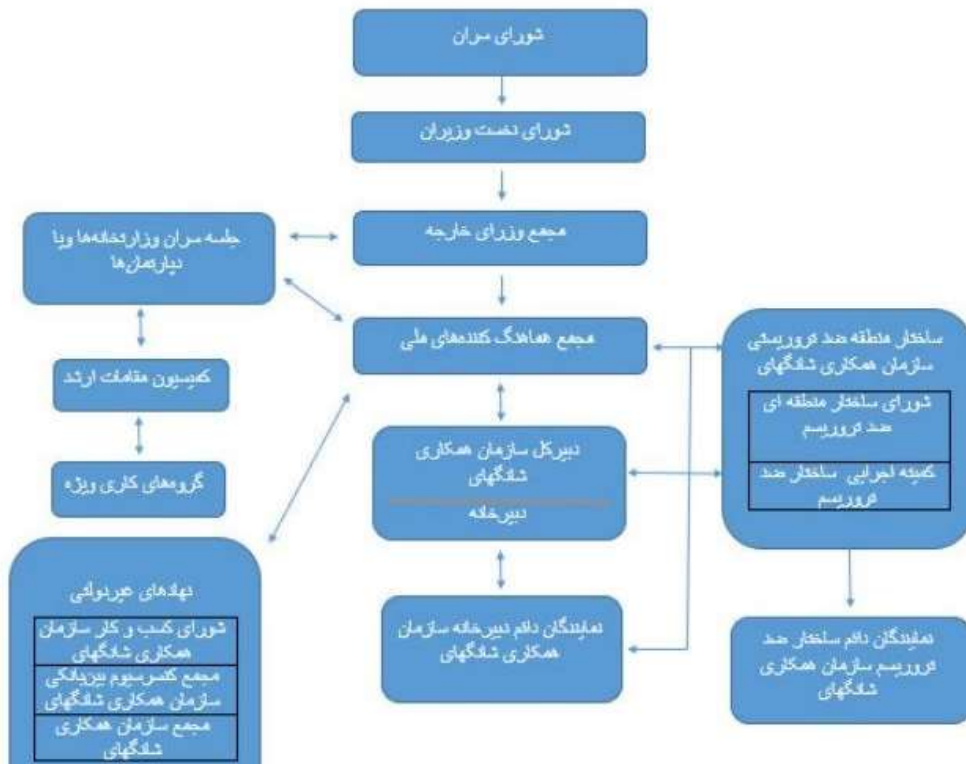 شورای سران
شورای نخست وزیران
مجمع وزرای خارجه
جلسه سران وزارتخانه‌ها ویا
دپارتمان‌ها
مجمع هماهنگ کننده‌های ملی
ساختار منطقه ضد تروریستی
سازمان همکاری شانگهای
شورای ساختار منطقه ای
ضد تروریسم
کمیته اجرایی ساختار ضد
تروریسم
کمیسیون مقامات ارشد
دبیرکل سازمان همکاری
شانگهای
دبیرخانه
گروه‌های کاری ویژه
نهادهای غیردولتی
شورای کسب و کار سازمان
همکاری شانگهای
مجمع کنسرسیوم بین‌بانکی
سازمان همکاری شانگهای
مجمع سازمان همکاری
شانگهای
نمایندگان دائم دبیرخانه سازمان
همکاری شانگهای
نمایندگان دائم ساختار ضد
تروریسم سازمان همکاری
شانگهای